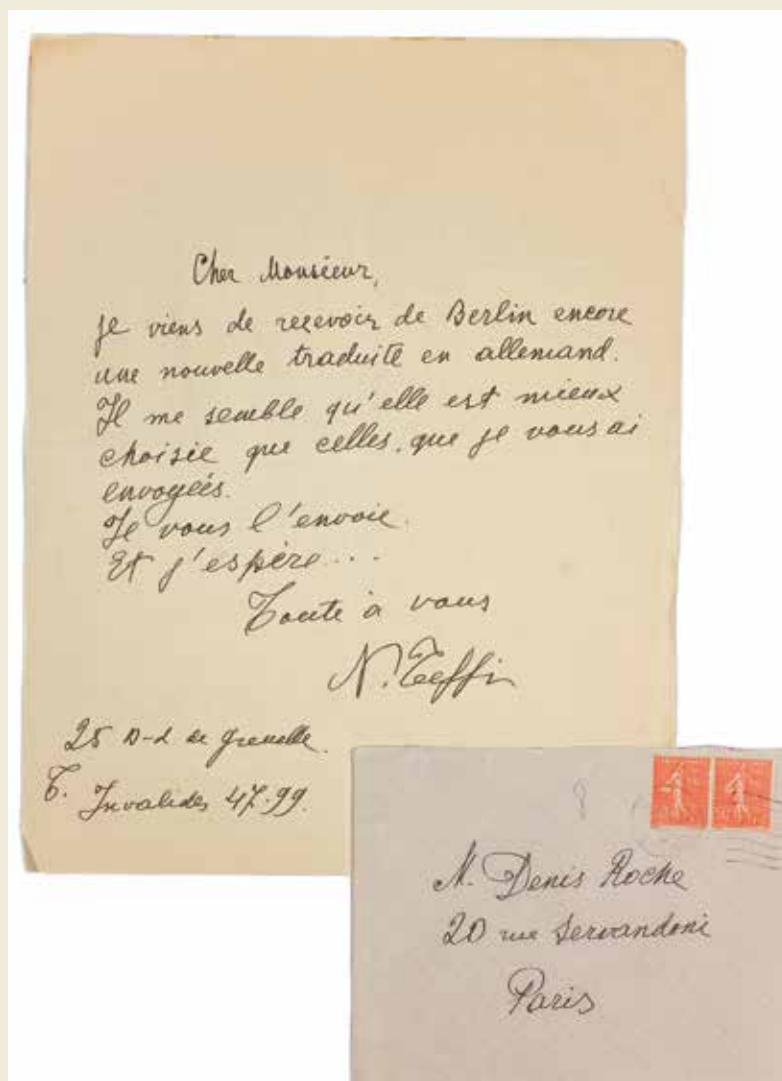 Cher Monsieur,
je viens de recevoir de Berlin encore
une nouvelle traduite en allemand.
Il me semble qu'elle est mieux
choisie que celles, que je vous ai
envoyées.
Je vous l'envoie.
Et j'espère...
Toute à vous
N. Teffi
25 B-d de Grenelle.
T. Invalides 47.99.
M. Denis Roche
20 rue Servandoni
Paris